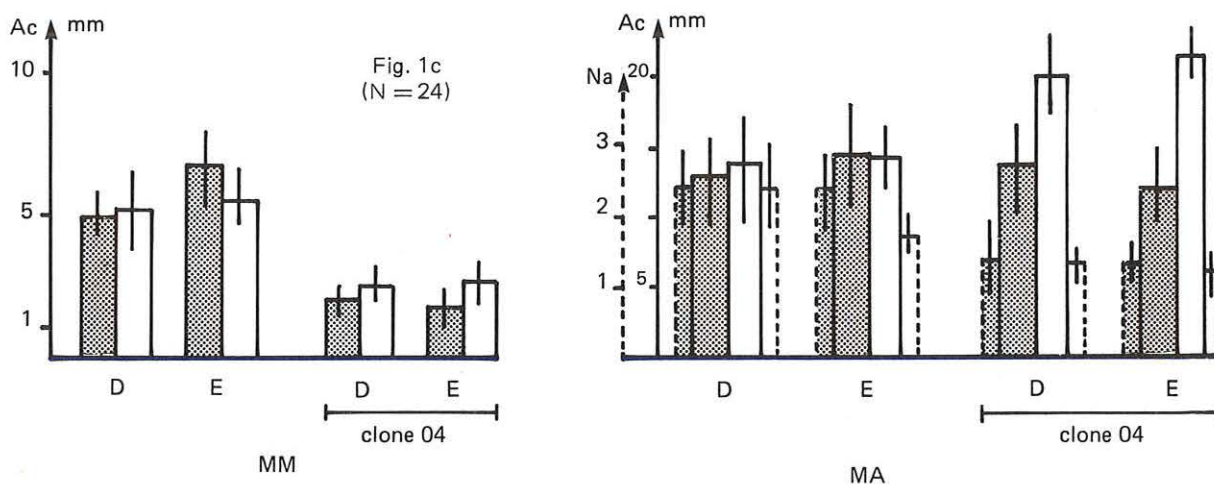 Ac mm
10
5
1
Fig. 1c
(N = 24)
D E D E
clone 04
MM
Ac mm
Na
20
3
2
1 5
D E D E
clone 04
MA